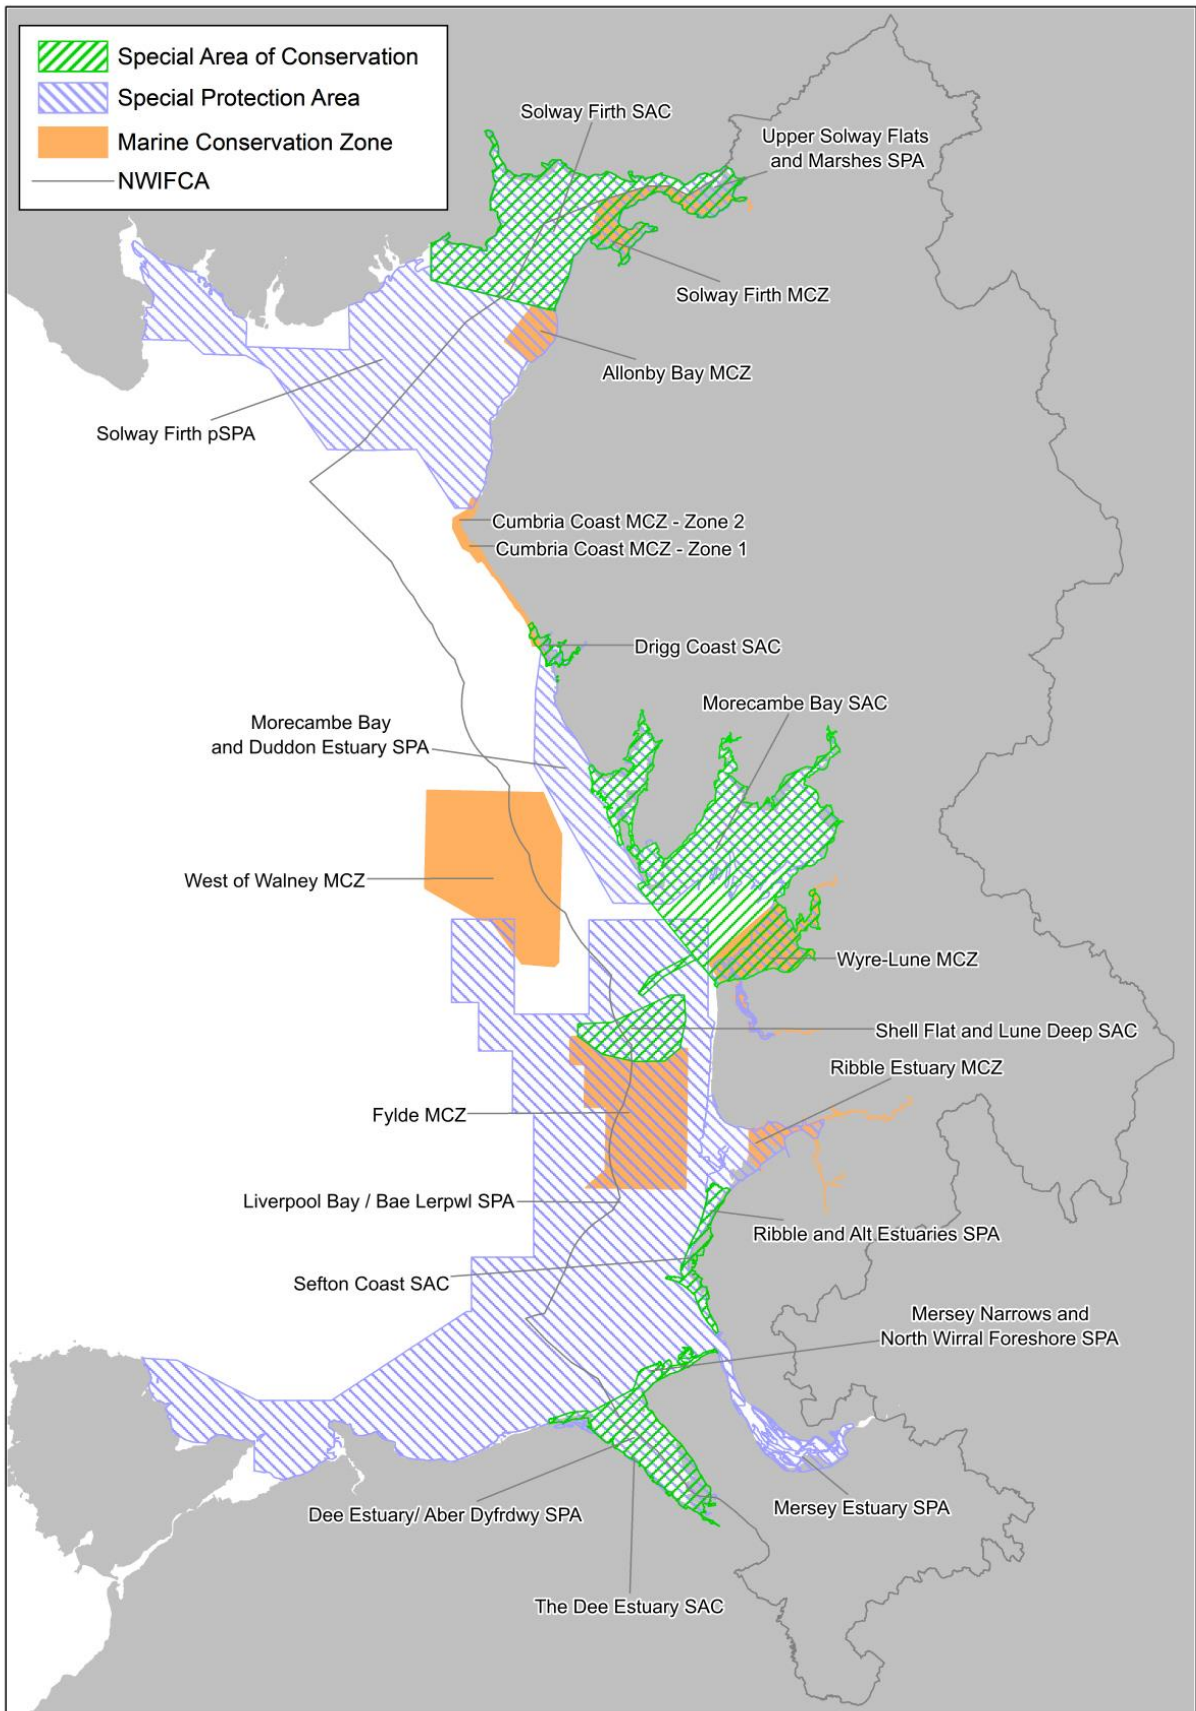 Special Area of Conservation
Special Protection Area
Marine Conservation Zone
NWIFCA
Solway Firth SAC
Upper Solway Flats
and Marshes SPA
Solway Firth MCZ
Allonby Bay MCZ
Solway Firth pSPA
Cumbria Coast MCZ - Zone 2
Cumbria Coast MCZ - Zone 1
Drigg Coast SAC
Morecambe Bay SAC
Morecambe Bay
and Duddon Estuary SPA
West of Walney MCZ
Wyre-Lune MCZ
Shell Flat and Lune Deep SAC
Ribble Estuary MCZ
Fylde MCZ
Liverpool Bay / Bae Lerpwl SPA
Ribble and Alt Estuaries SPA
Sefton Coast SAC
Mersey Narrows and
North Wirral Foreshore SPA
Dee Estuary/ Aber Dyfrdwy SPA
Mersey Estuary SPA
The Dee Estuary SAC